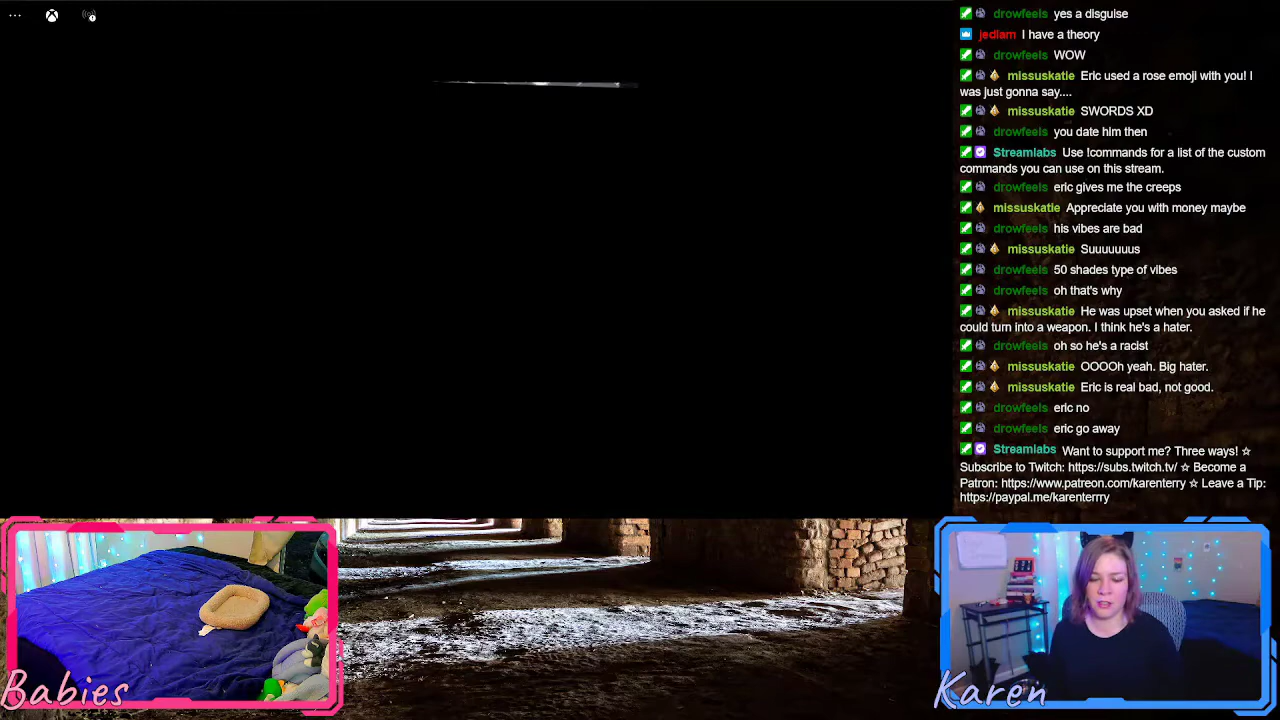 drowfeels yes a disguise
jedlam I have a theory
drowfeels WOW
missuskatie Eric used a rose emoji with you! I
was just gonna say....
missuskatie SWORDS XD
drowfeels you date him then
Streamlabs Use !commands for a list of the custom
commands you can use on this stream.
drowfeels eric gives me the creeps
missuskatie Appreciate you with money maybe
drowfeels his vibes are bad
missuskatie Suuuuuus
drowfeels 50 shades type of vibes
drowfeels oh that's why
missuskatie He was upset when you asked if he
could turn into a weapon. I think he's a hater.
drowfeels oh so he's a racist
missuskatie OOOOh yeah. Big hater.
missuskatie Eric is real bad, not good.
drowfeels eric no
drowfeels eric go away
Streamlabs Want to support me? Three ways! ☆
Subscribe to Twitch: https://subs.twitch.tv/ ☆ Become a
Patron: https://www.patreon.com/karenterry ☆ Leave a Tip:
https://paypal.me/karenterrry
Babies
Karen